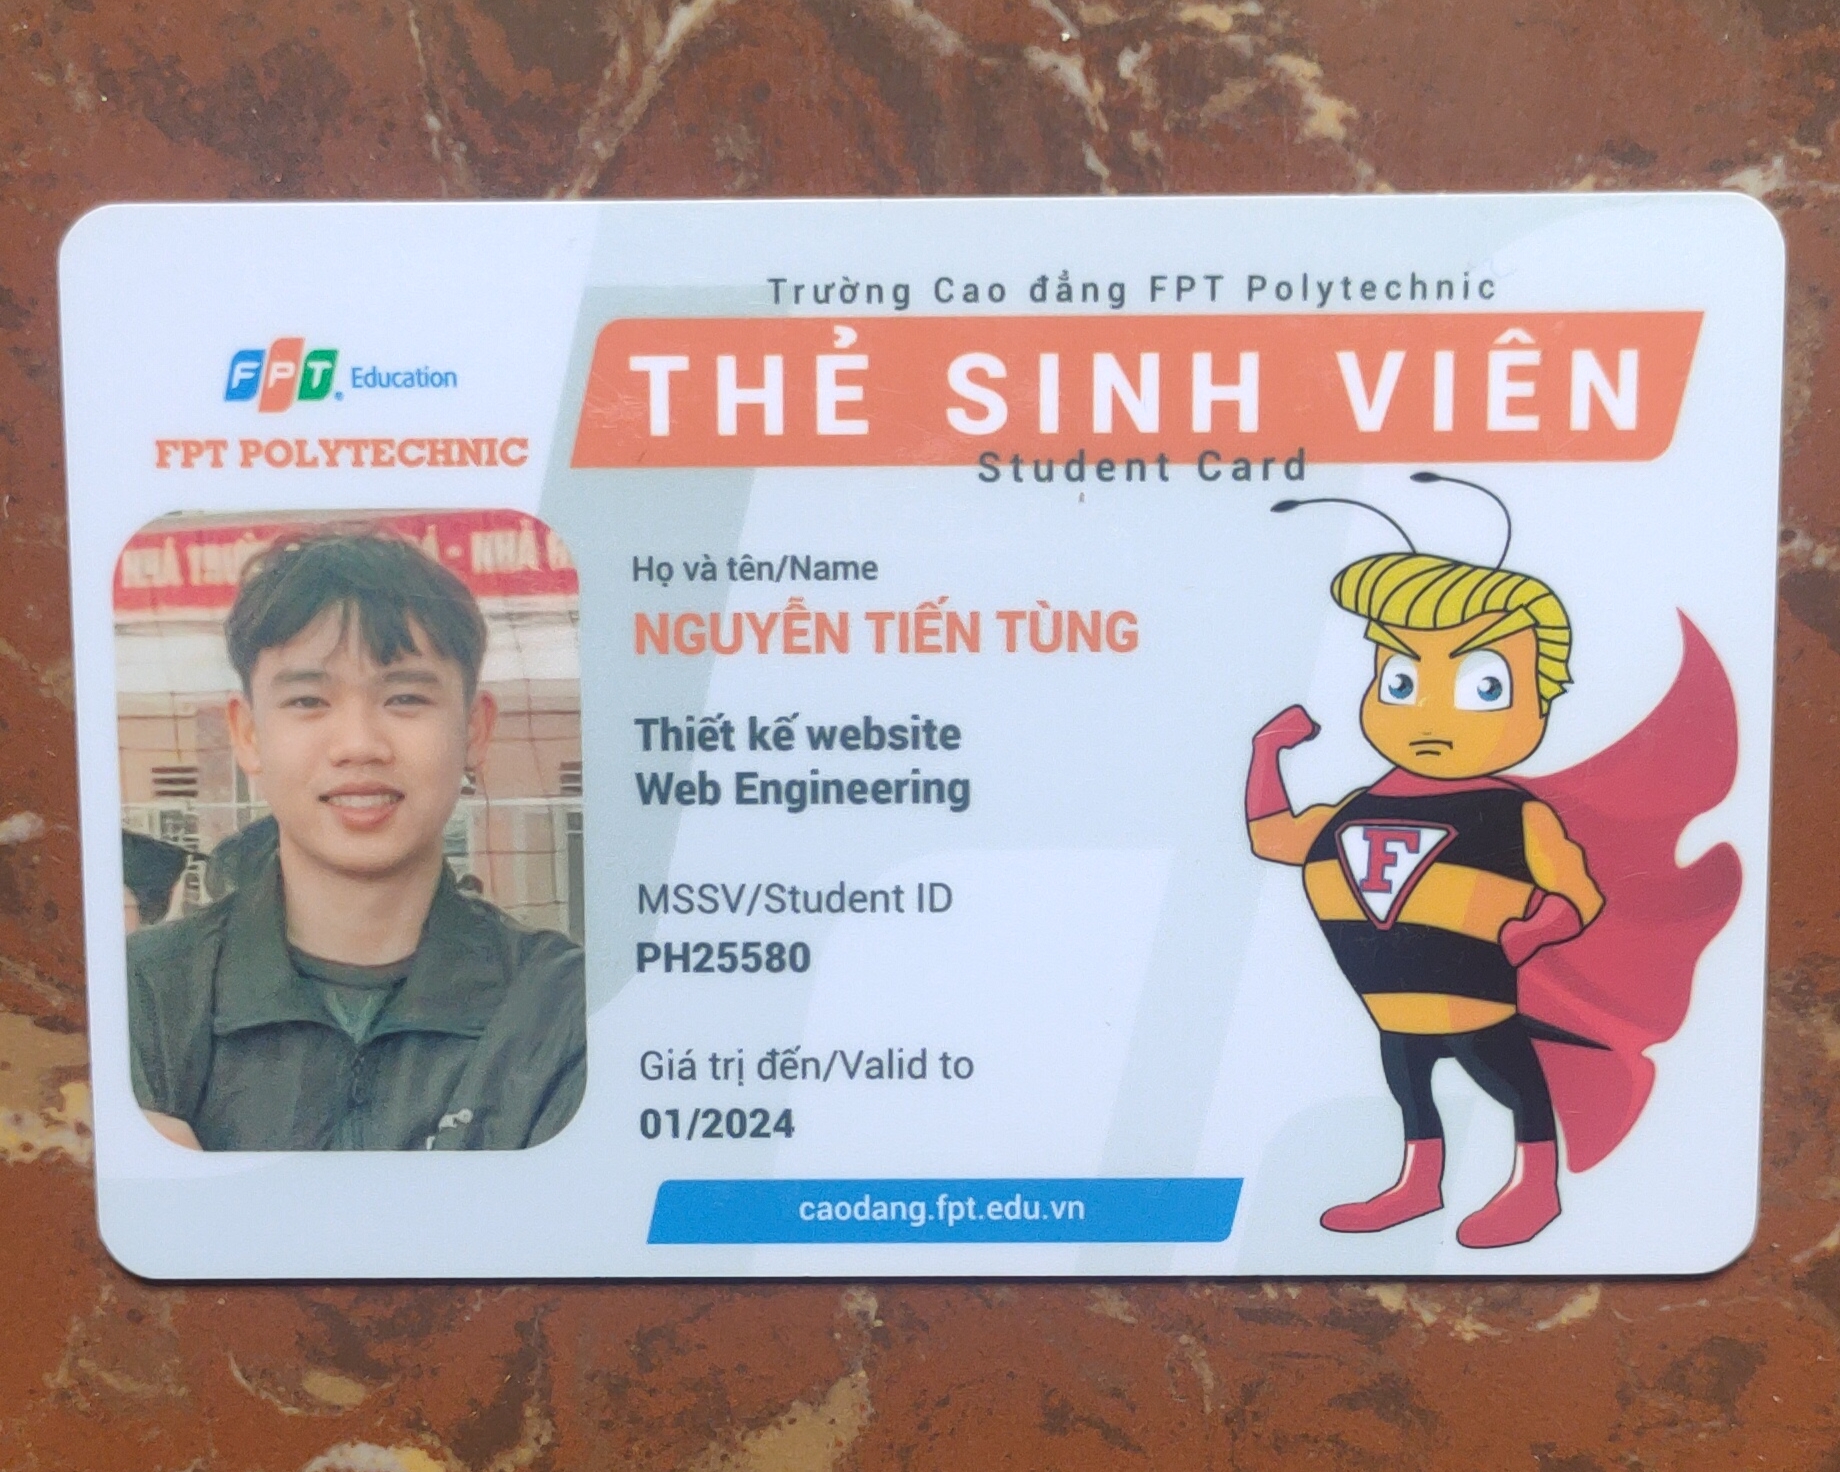 Trường Cao đẳng FPT Polytechnic
THẺ SINH VIÊN
Student Card
FPT Education
FPT POLYTECHNIC
Họ và tên/Name
NGUYỄN TIẾN TÙNG
Thiết kế website
Web Engineering
MSSV/Student ID
PH25580
Giá trị đến/Valid to
01/2024
caodang.fpt.edu.vn
F